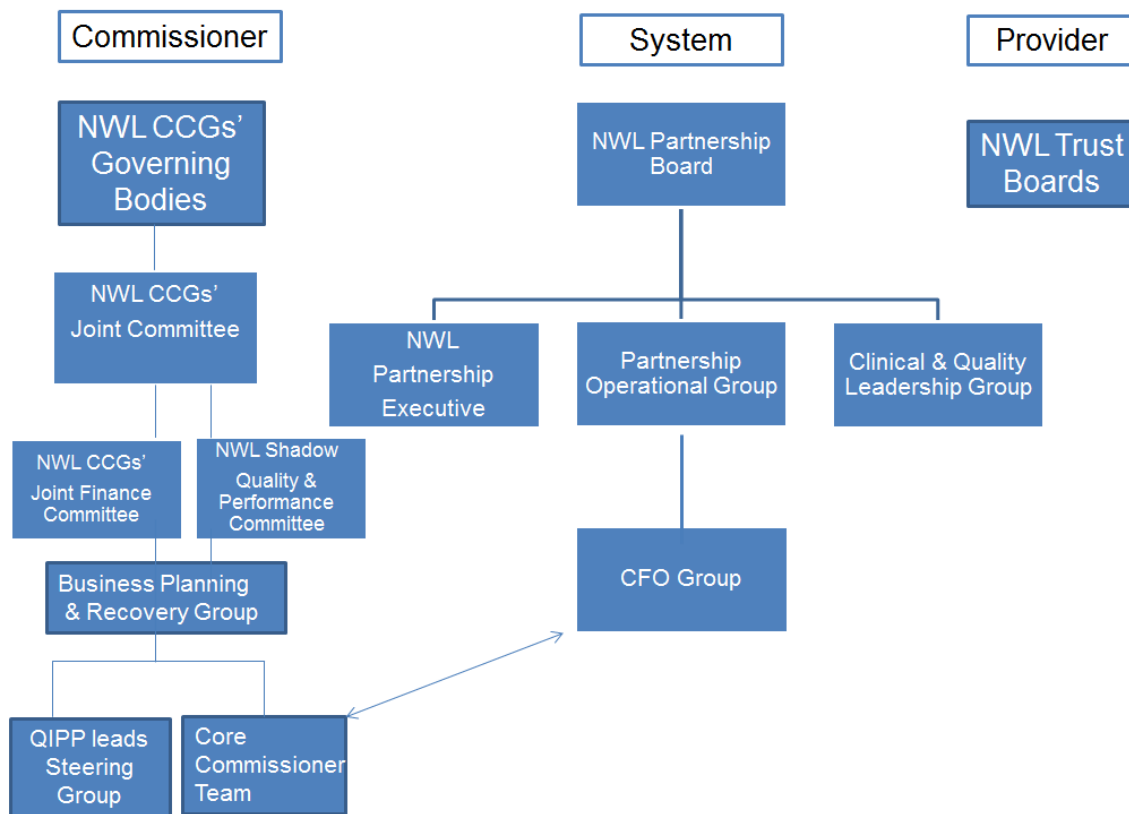 Commissioner
System
Provider
NWL CCGs’
Governing
Bodies
NWL Partnership
Board
NWL Trust
Boards
NWL CCGs’
Joint Committee
NWL
Partnership
Executive
Partnership
Operational Group
Clinical & Quality
Leadership Group
NWL CCGs’
Joint Finance
Committee
NWL Shadow
Quality &
Performance
Committee
CFO Group
Business Planning
& Recovery Group
QIPP leads
Steering
Group
Core
Commissioner
Team